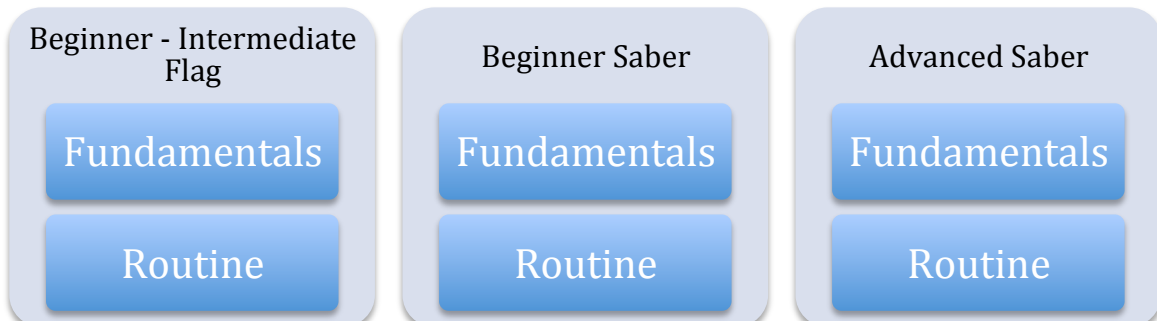 Beginner - Intermediate
Flag
Fundamentals
Routine
Beginner Saber
Fundamentals
Routine
Advanced Saber
Fundamentals
Routine